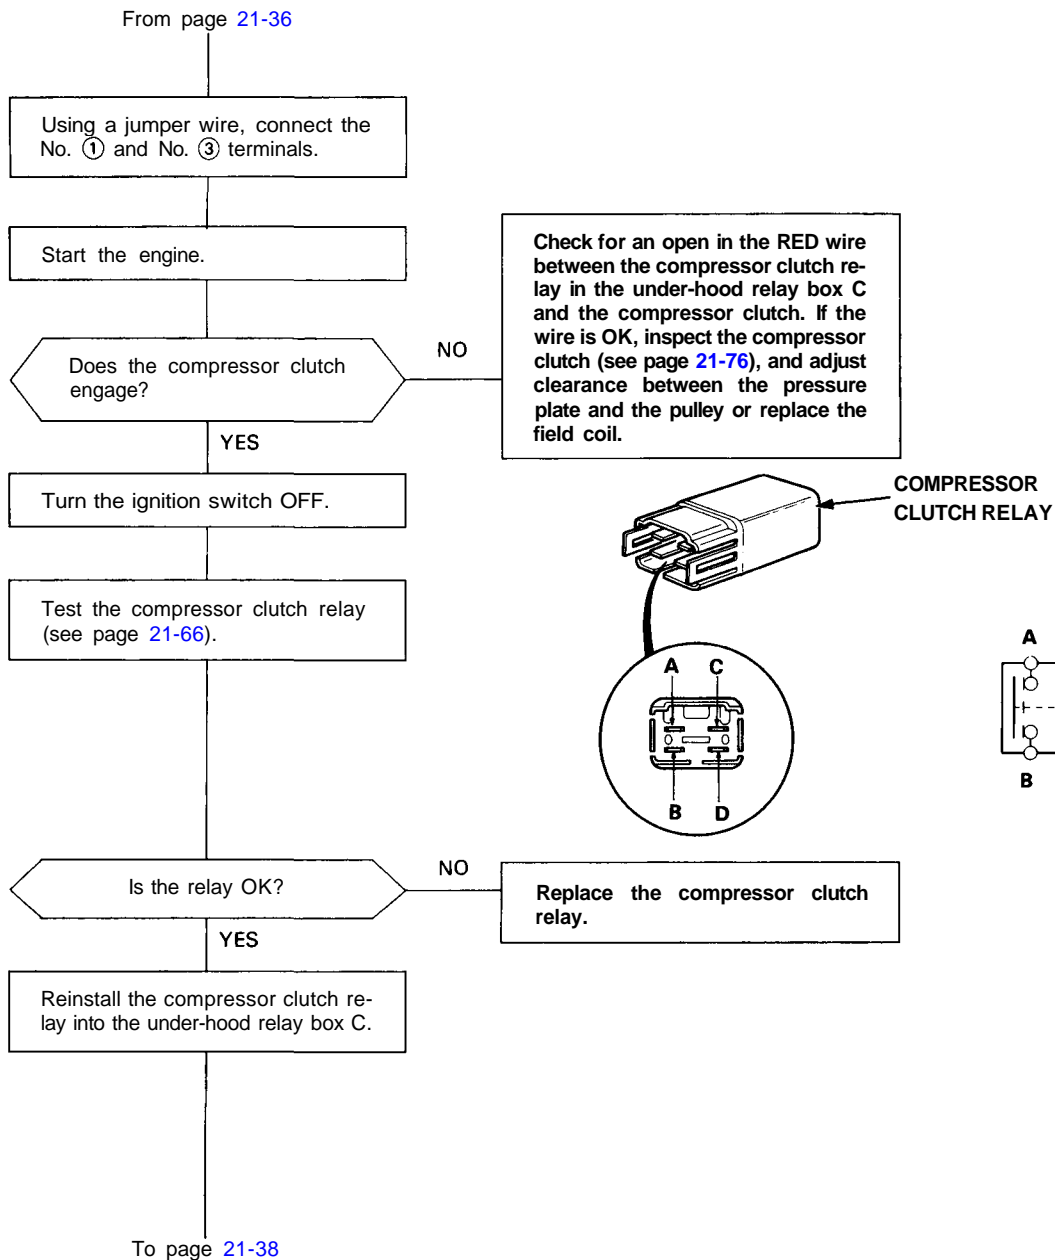 From page 21-36
Using a jumper wire, connect the
No. ① and No. ③ terminals.
Start the engine.
Does the compressor clutch
engage?
NO
Check for an open in the RED wire
between the compressor clutch re-
lay in the under-hood relay box C
and the compressor clutch. If the
wire is OK, inspect the compressor
clutch (see page 21-76), and adjust
clearance between the pressure
plate and the pulley or replace the
field coil.
YES
Turn the ignition switch OFF.
COMPRESSOR
CLUTCH RELAY
Test the compressor clutch relay
(see page 21-66).
A C
B D
A
B
Is the relay OK?
NO
Replace the compressor clutch
relay.
YES
Reinstall the compressor clutch re-
lay into the under-hood relay box C.
To page 21-38